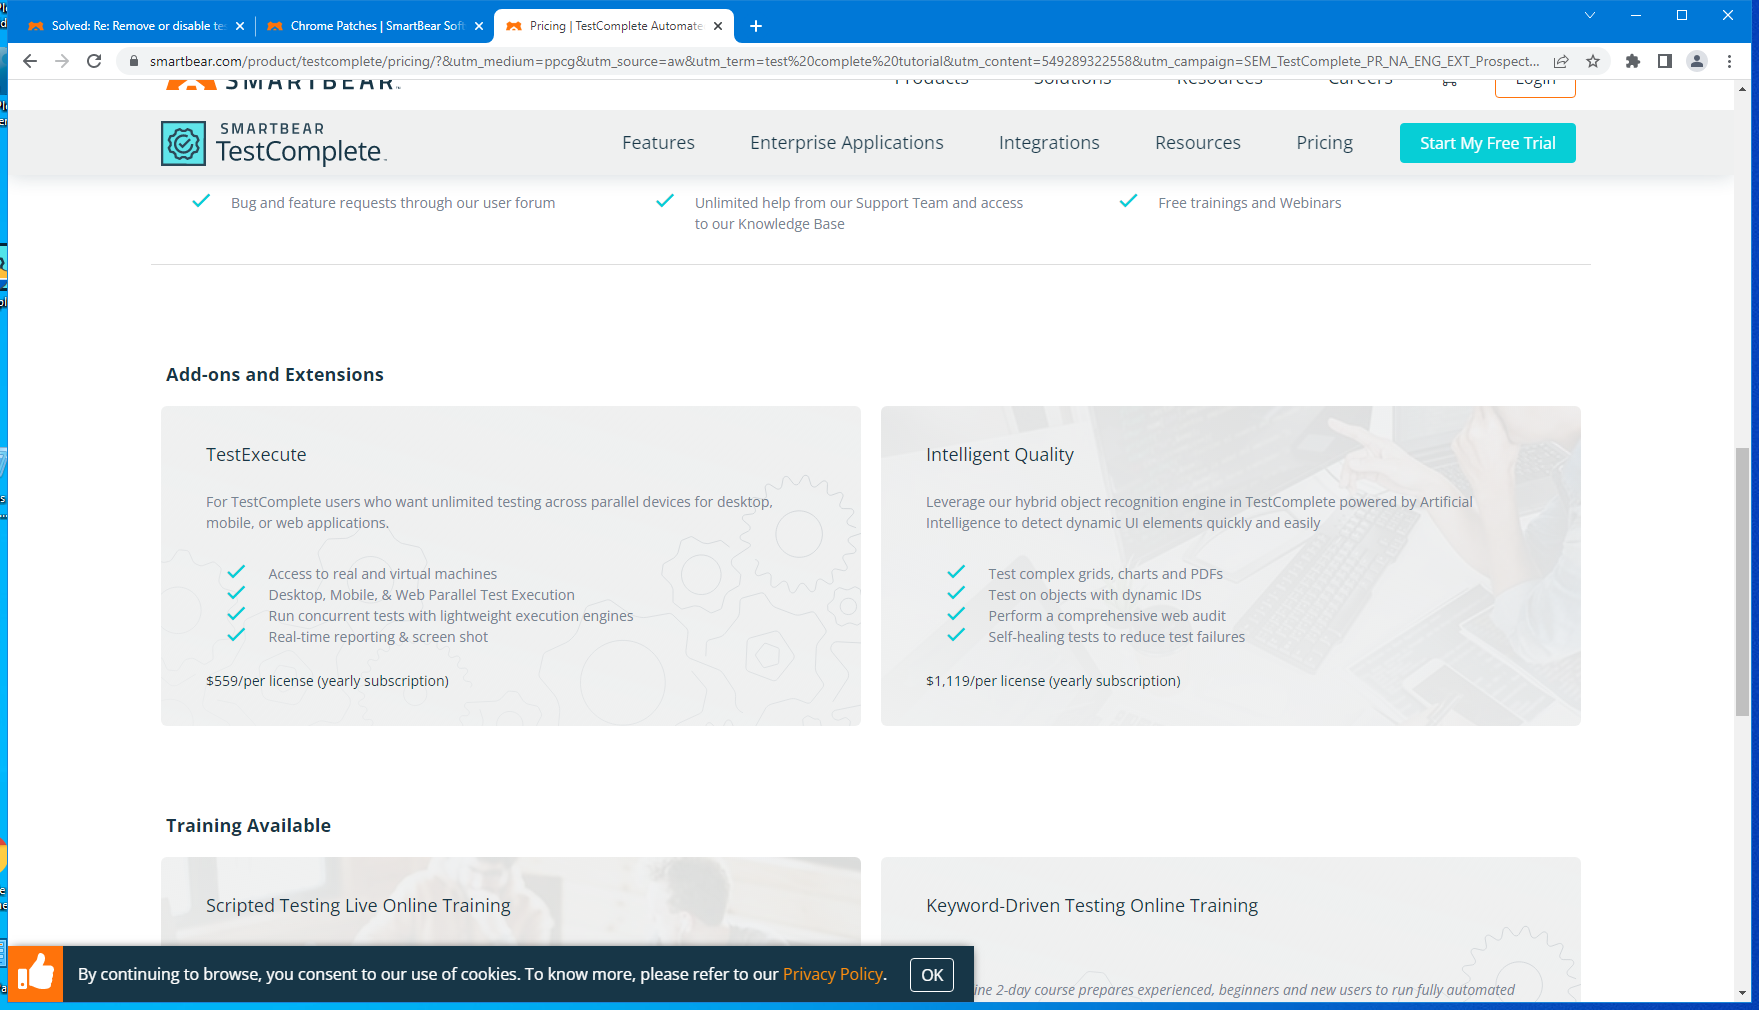 Solved: Re: Remove or disable te
Chrome Patches | SmartBear Soft
Pricing | TestComplete Automate
smartbear.com/product/testcomplete/pricing/?&utm_medium=ppcg&utm_source=aw&utm_term=test%20complete%20tutorial&utm_content=549289322558&utm_campaign=SEM_TestComplete_PR_NA_ENG_EXT_Prospect...
SMARTBEAR
Products
Solutions
Resources
Careers
Login
SMARTBEAR
TestComplete
Features
Enterprise Applications
Integrations
Resources
Pricing
Start My Free Trial
Bug and feature requests through our user forum
Unlimited help from our Support Team and access
to our Knowledge Base
Free trainings and Webinars
Add-ons and Extensions
TestExecute
For TestComplete users who want unlimited testing across parallel devices for desktop,
mobile, or web applications.
Access to real and virtual machines
Desktop, Mobile, & Web Parallel Test Execution
Run concurrent tests with lightweight execution engines
Real-time reporting & screen shot
$559/per license (yearly subscription)
Intelligent Quality
Leverage our hybrid object recognition engine in TestComplete powered by Artificial
Intelligence to detect dynamic UI elements quickly and easily
Test complex grids, charts and PDFs
Test on objects with dynamic IDs
Perform a comprehensive web audit
Self-healing tests to reduce test failures
$1,119/per license (yearly subscription)
Training Available
Scripted Testing Live Online Training
Keyword-Driven Testing Online Training
By continuing to browse, you consent to our use of cookies. To know more, please refer to our Privacy Policy.
OK
ine 2-day course prepares experienced, beginners and new users to run fully automated